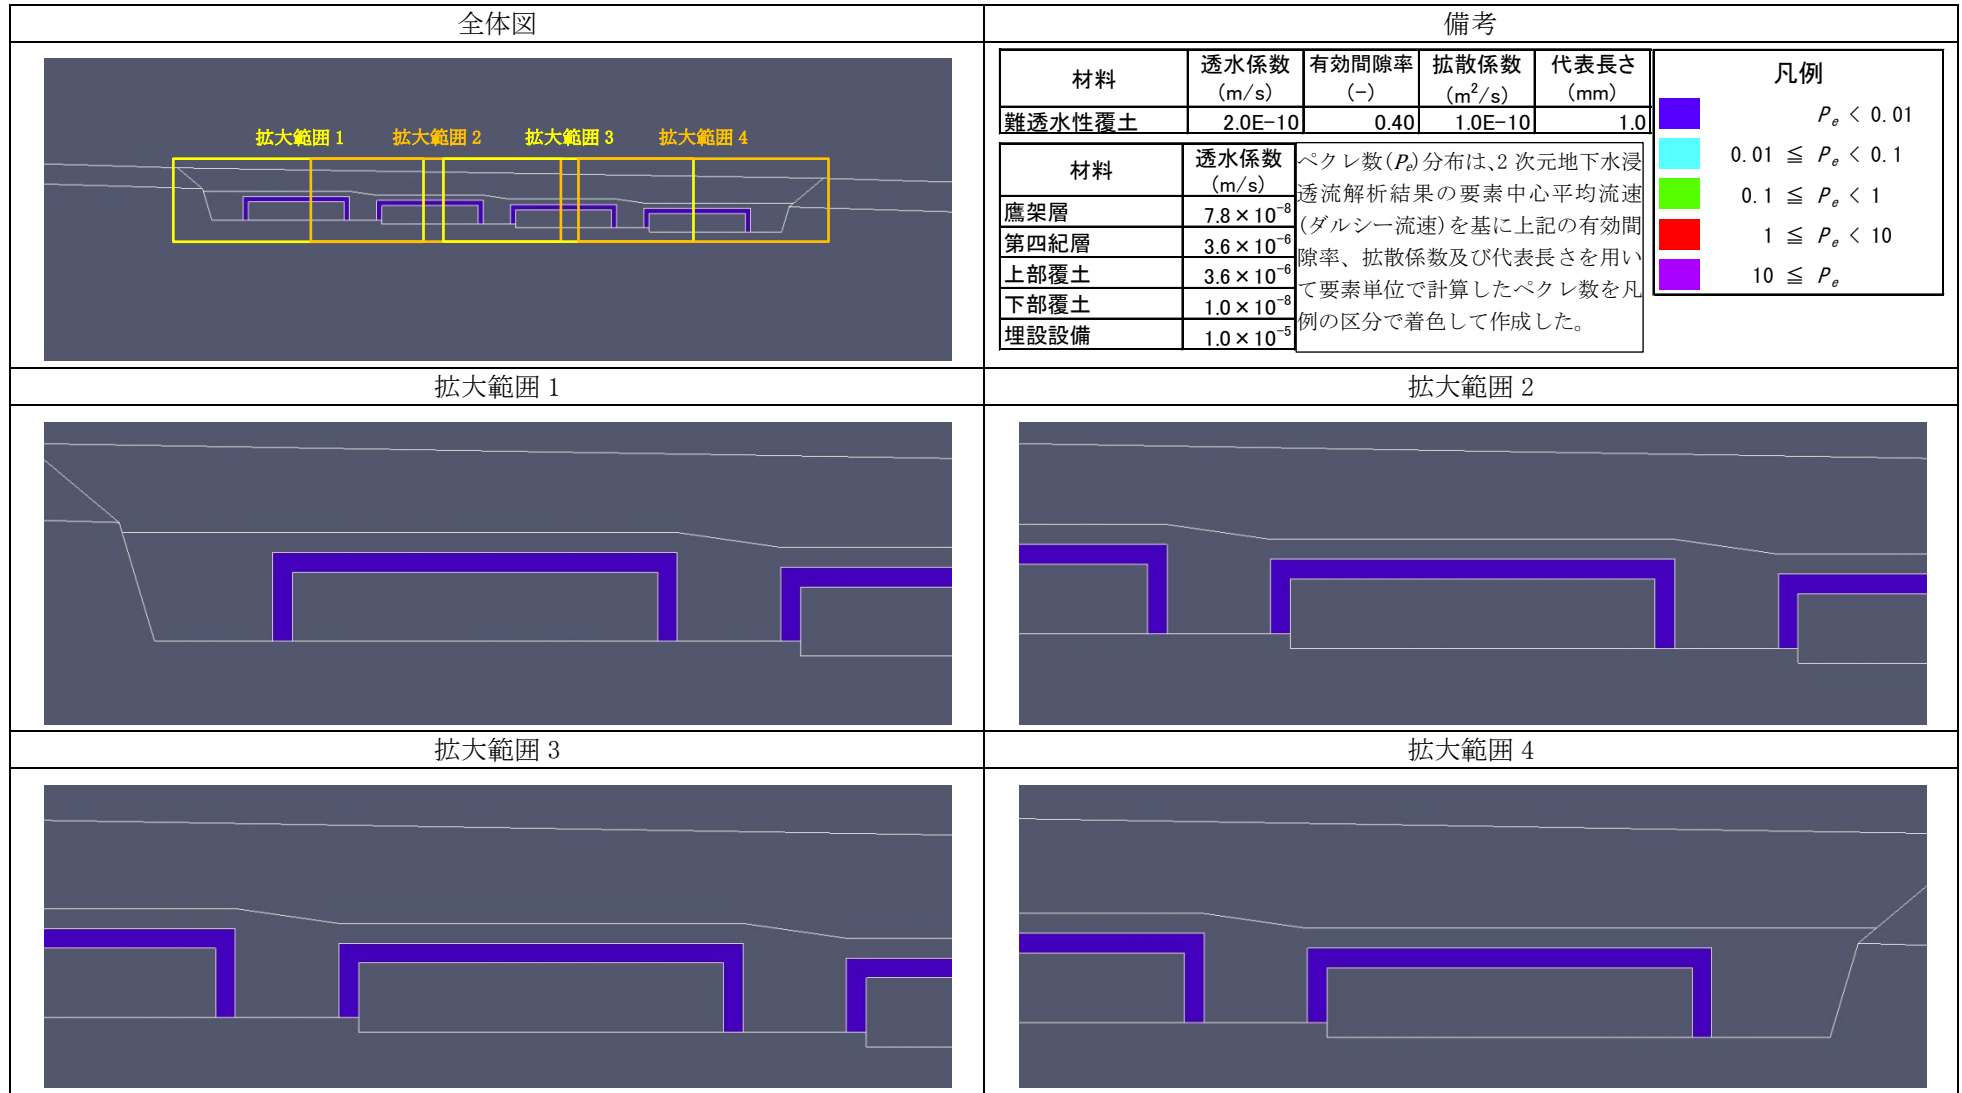 全体図
備考
拡大範囲 1
拡大範囲 2
拡大範囲 3
拡大範囲 4
材料
透水係数
(m/s)
有効間隙率
(-)
拡散係数
(m²/s)
代表長さ
(mm)
難透水性覆土 2.0E-10 0.40 1.0E-10 1.0
材料
透水係数
(m/s)
鷹架層 7.8×10⁻⁸
第四紀層 3.6×10⁻⁶
上部覆土 3.6×10⁻⁶
下部覆土 1.0×10⁻⁸
埋設設備 1.0×10⁻⁵
ペクレ数(Pe)分布は、2 次元地下水浸
透流解析結果の要素中心平均流速
(ダルシー流速)を基に上記の有効間
隙率、拡散係数及び代表長さを用い
て要素単位で計算したペクレ数を凡
例の区分で着色して作成した。
凡例
Pe < 0.01
0.01 ≦ Pe < 0.1
0.1 ≦ Pe < 1
1 ≦ Pe < 10
10 ≦ Pe
拡大範囲 1
拡大範囲 2
拡大範囲 3
拡大範囲 4